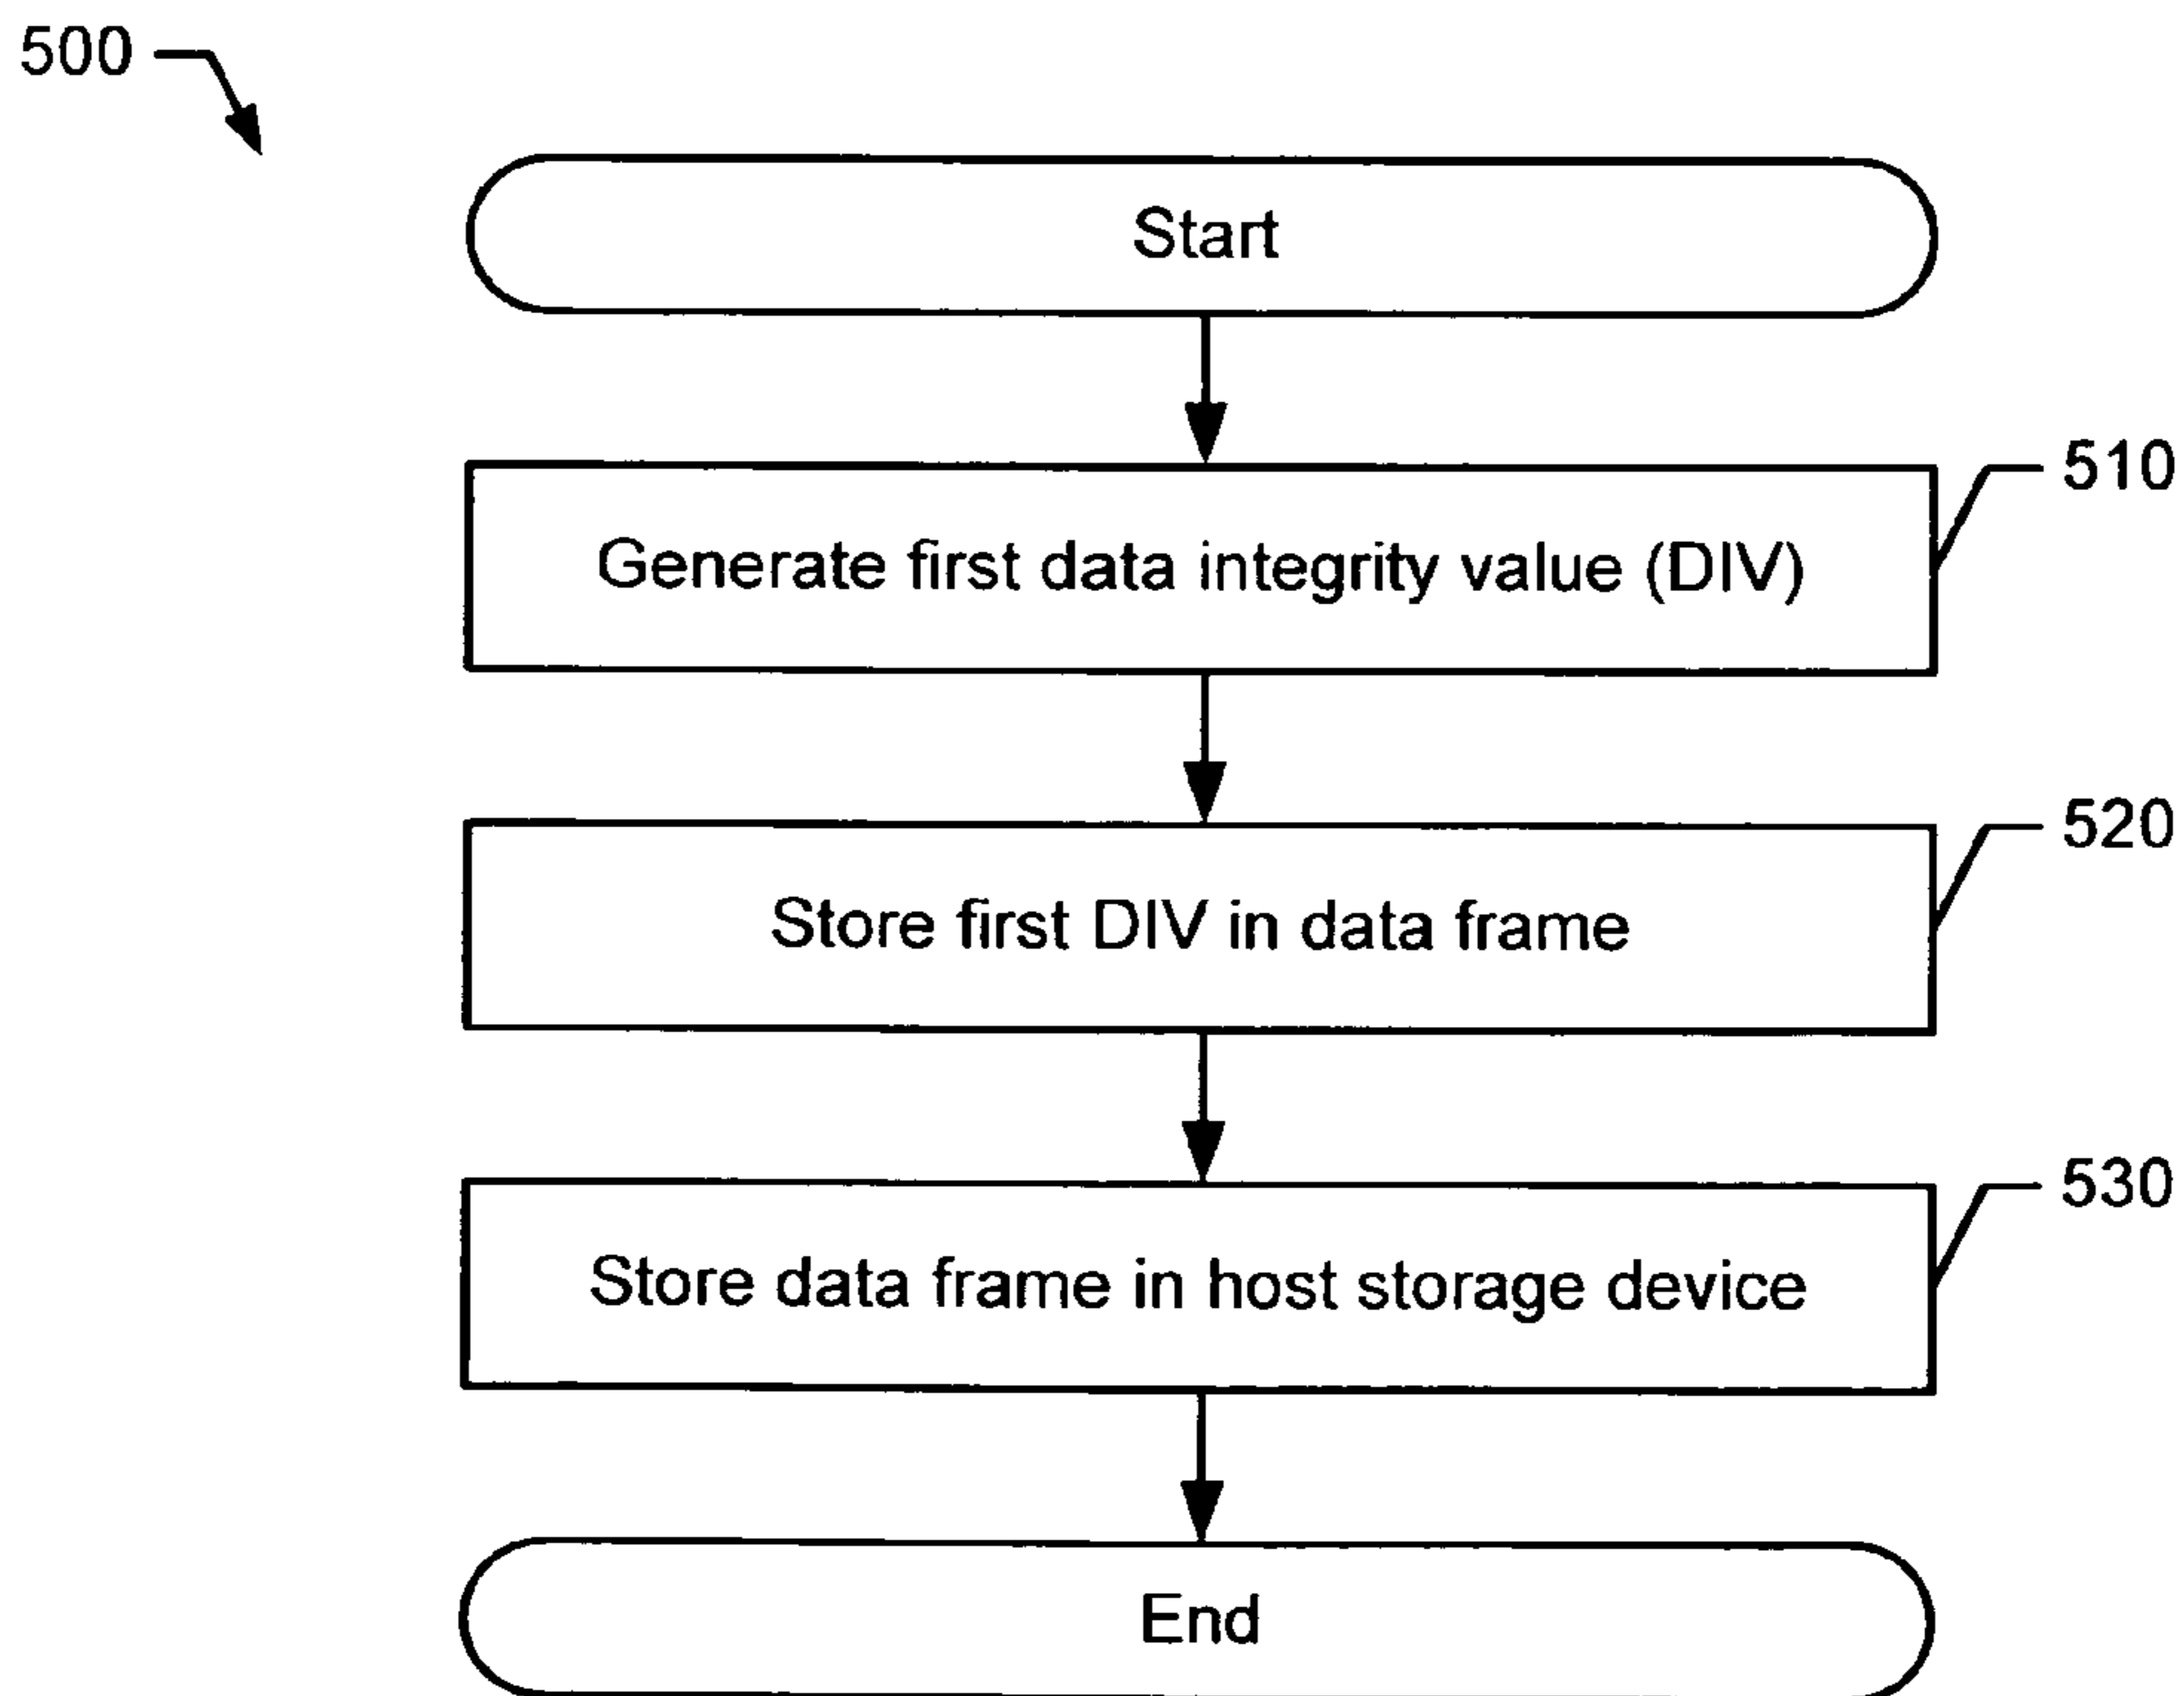 500
Start
510
Generate first data integrity value (DIV)
520
Store first DIV in data frame
530
Store data frame in host storage device
End